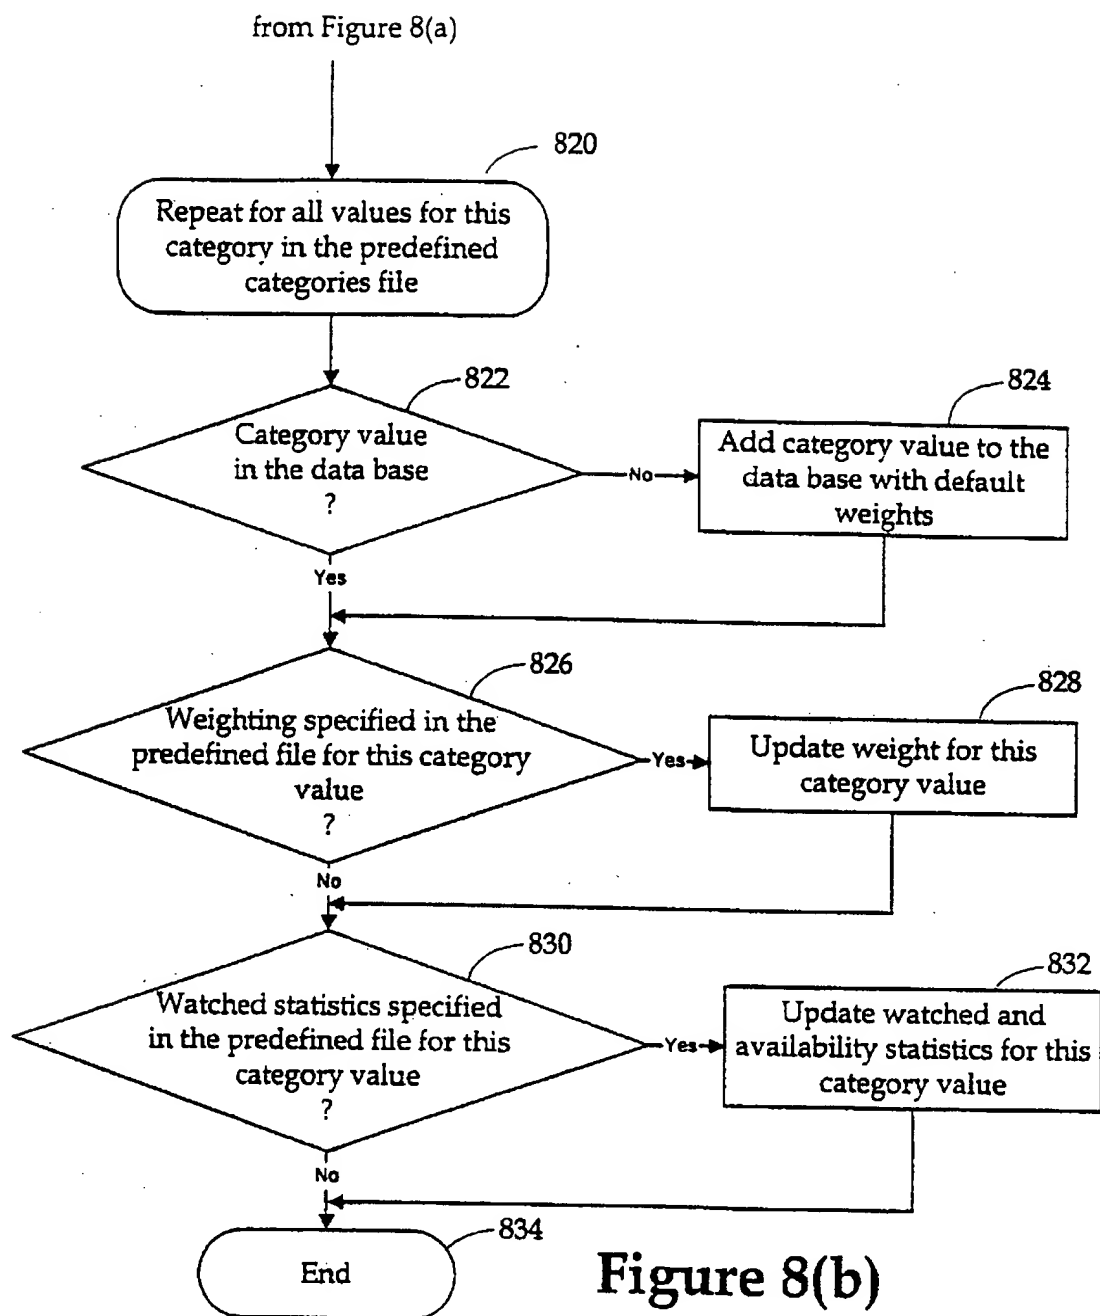 from Figure 8(a)
820
Repeat for all values for this
category in the predefined
categories file
822
Category value
in the data base
?
No
824
Add category value to the
data base with default
weights
Yes
826
Weighting specified in the
predefined file for this category
value
?
Yes
828
Update weight for this
category value
No
830
Watched statistics specified
in the predefined file for this
category value
?
Yes
832
Update watched and
availability statistics for this
category value
No
834
End
Figure 8(b)